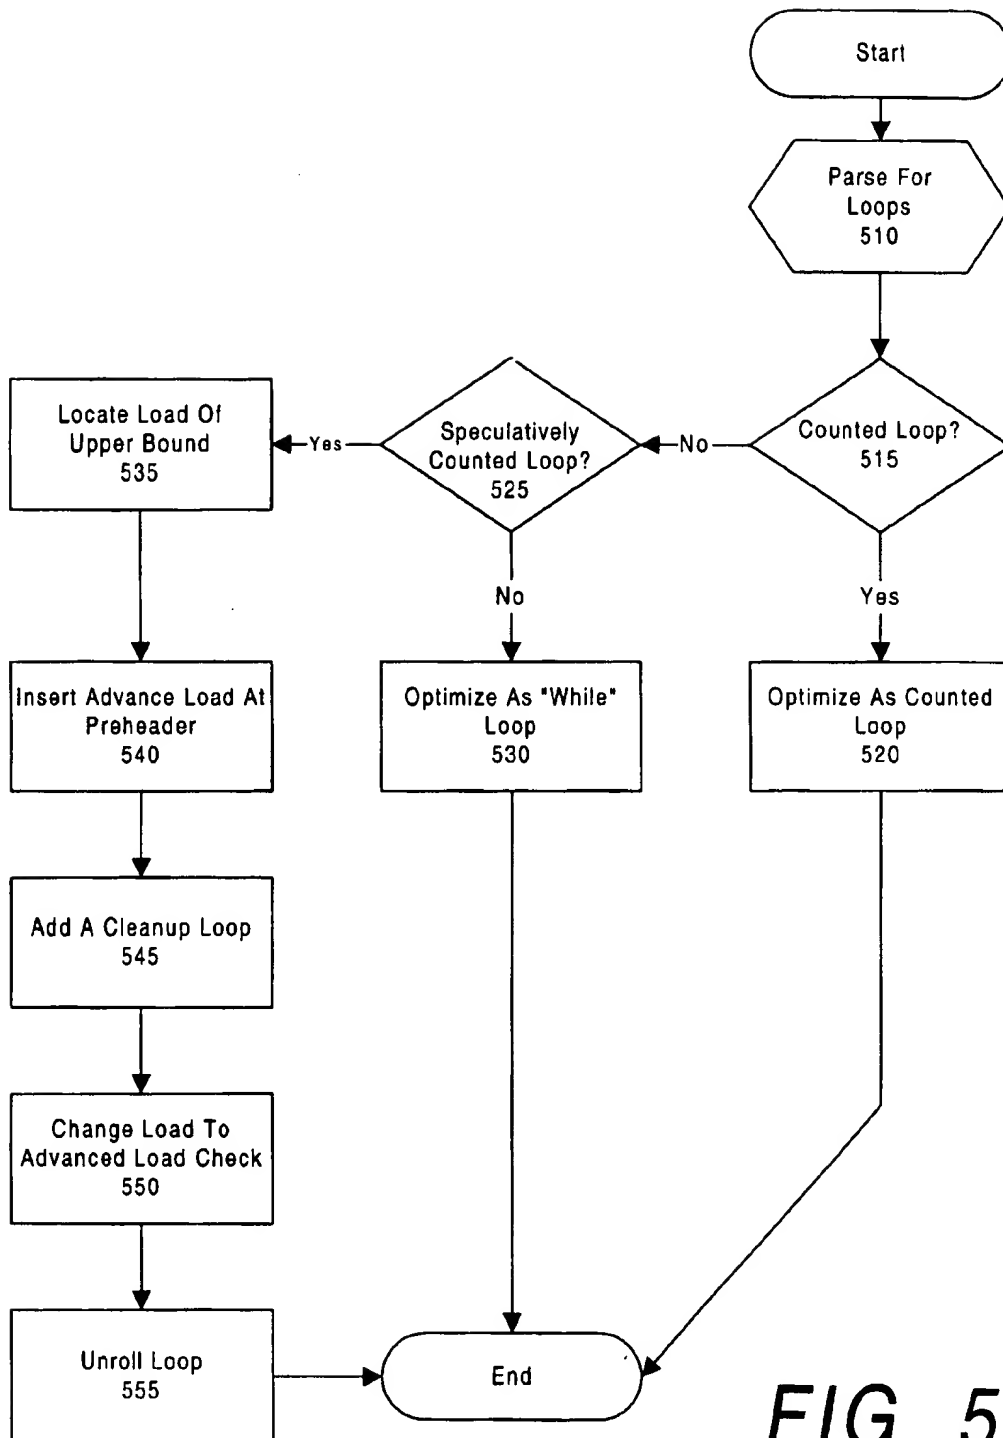 Start
Parse For
Loops
510
Counted Loop?
515
No
Yes
Speculatively
Counted Loop?
525
Yes
No
Locate Load Of
Upper Bound
535
Insert Advance Load At
Preheader
540
Optimize As "While"
Loop
530
Optimize As Counted
Loop
520
Add A Cleanup Loop
545
Change Load To
Advanced Load Check
550
Unroll Loop
555
End
FIG. 5